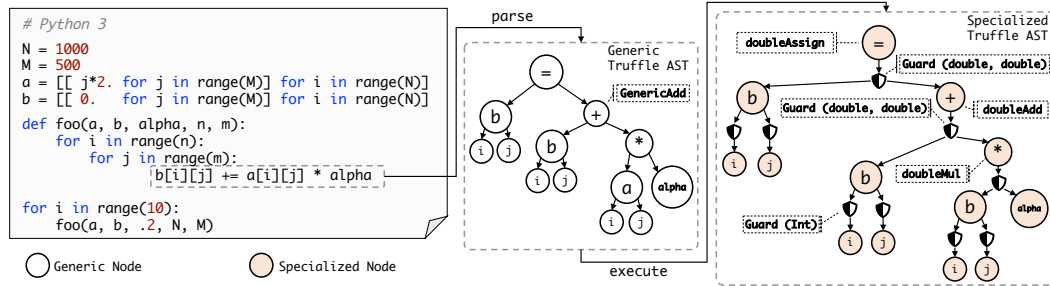 # Python 3
N = 1000
M = 500
a = [[ j*2. for j in range(M)] for i in range(N)]
b = [[ 0. for j in range(M)] for i in range(N)]
def foo(a, b, alpha, n, m):
for i in range(n):
for j in range(m):
b[i][j] += a[i][j] * alpha
for i in range(10):
foo(a, b, .2, N, M)
Generic Node
Specialized Node
parse
execute
Generic
Truffle AST
GenericAdd
=
b
+
i
j
b
*
i
j
a
alpha
i
j
Specialized
Truffle AST
doubleAssign
=
Guard (double, double)
b
Guard (double, double)
+
doubleAdd
i
j
*
doubleMul
b
b
alpha
Guard (Int)
i
j
i
j